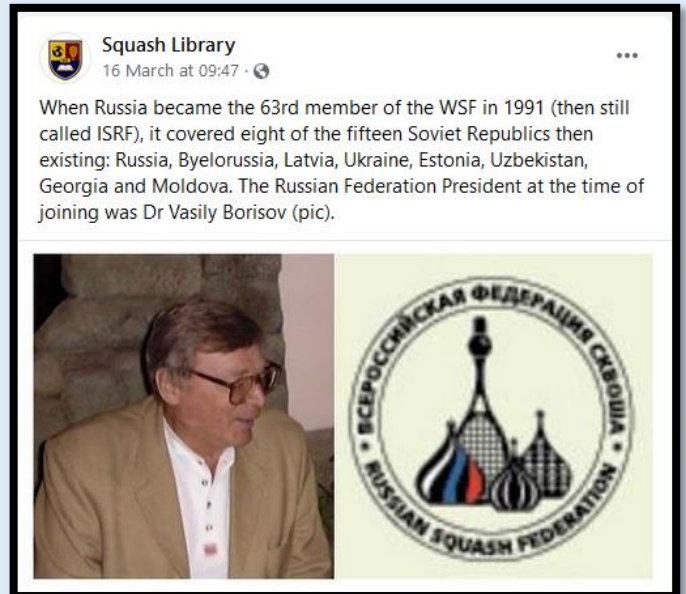 Squash Library
16 March at 09:47 ·
When Russia became the 63rd member of the WSF in 1991 (then still
called ISRF), it covered eight of the fifteen Soviet Republics then
existing: Russia, Byelorussia, Latvia, Ukraine, Estonia, Uzbekistan,
Georgia and Moldova. The Russian Federation President at the time of
joining was Dr Vasily Borisov (pic).
ВСЕРОССИЙСКАЯ ФЕДЕРАЦИЯ СКВОША
RUSSIAN SQUASH FEDERATION